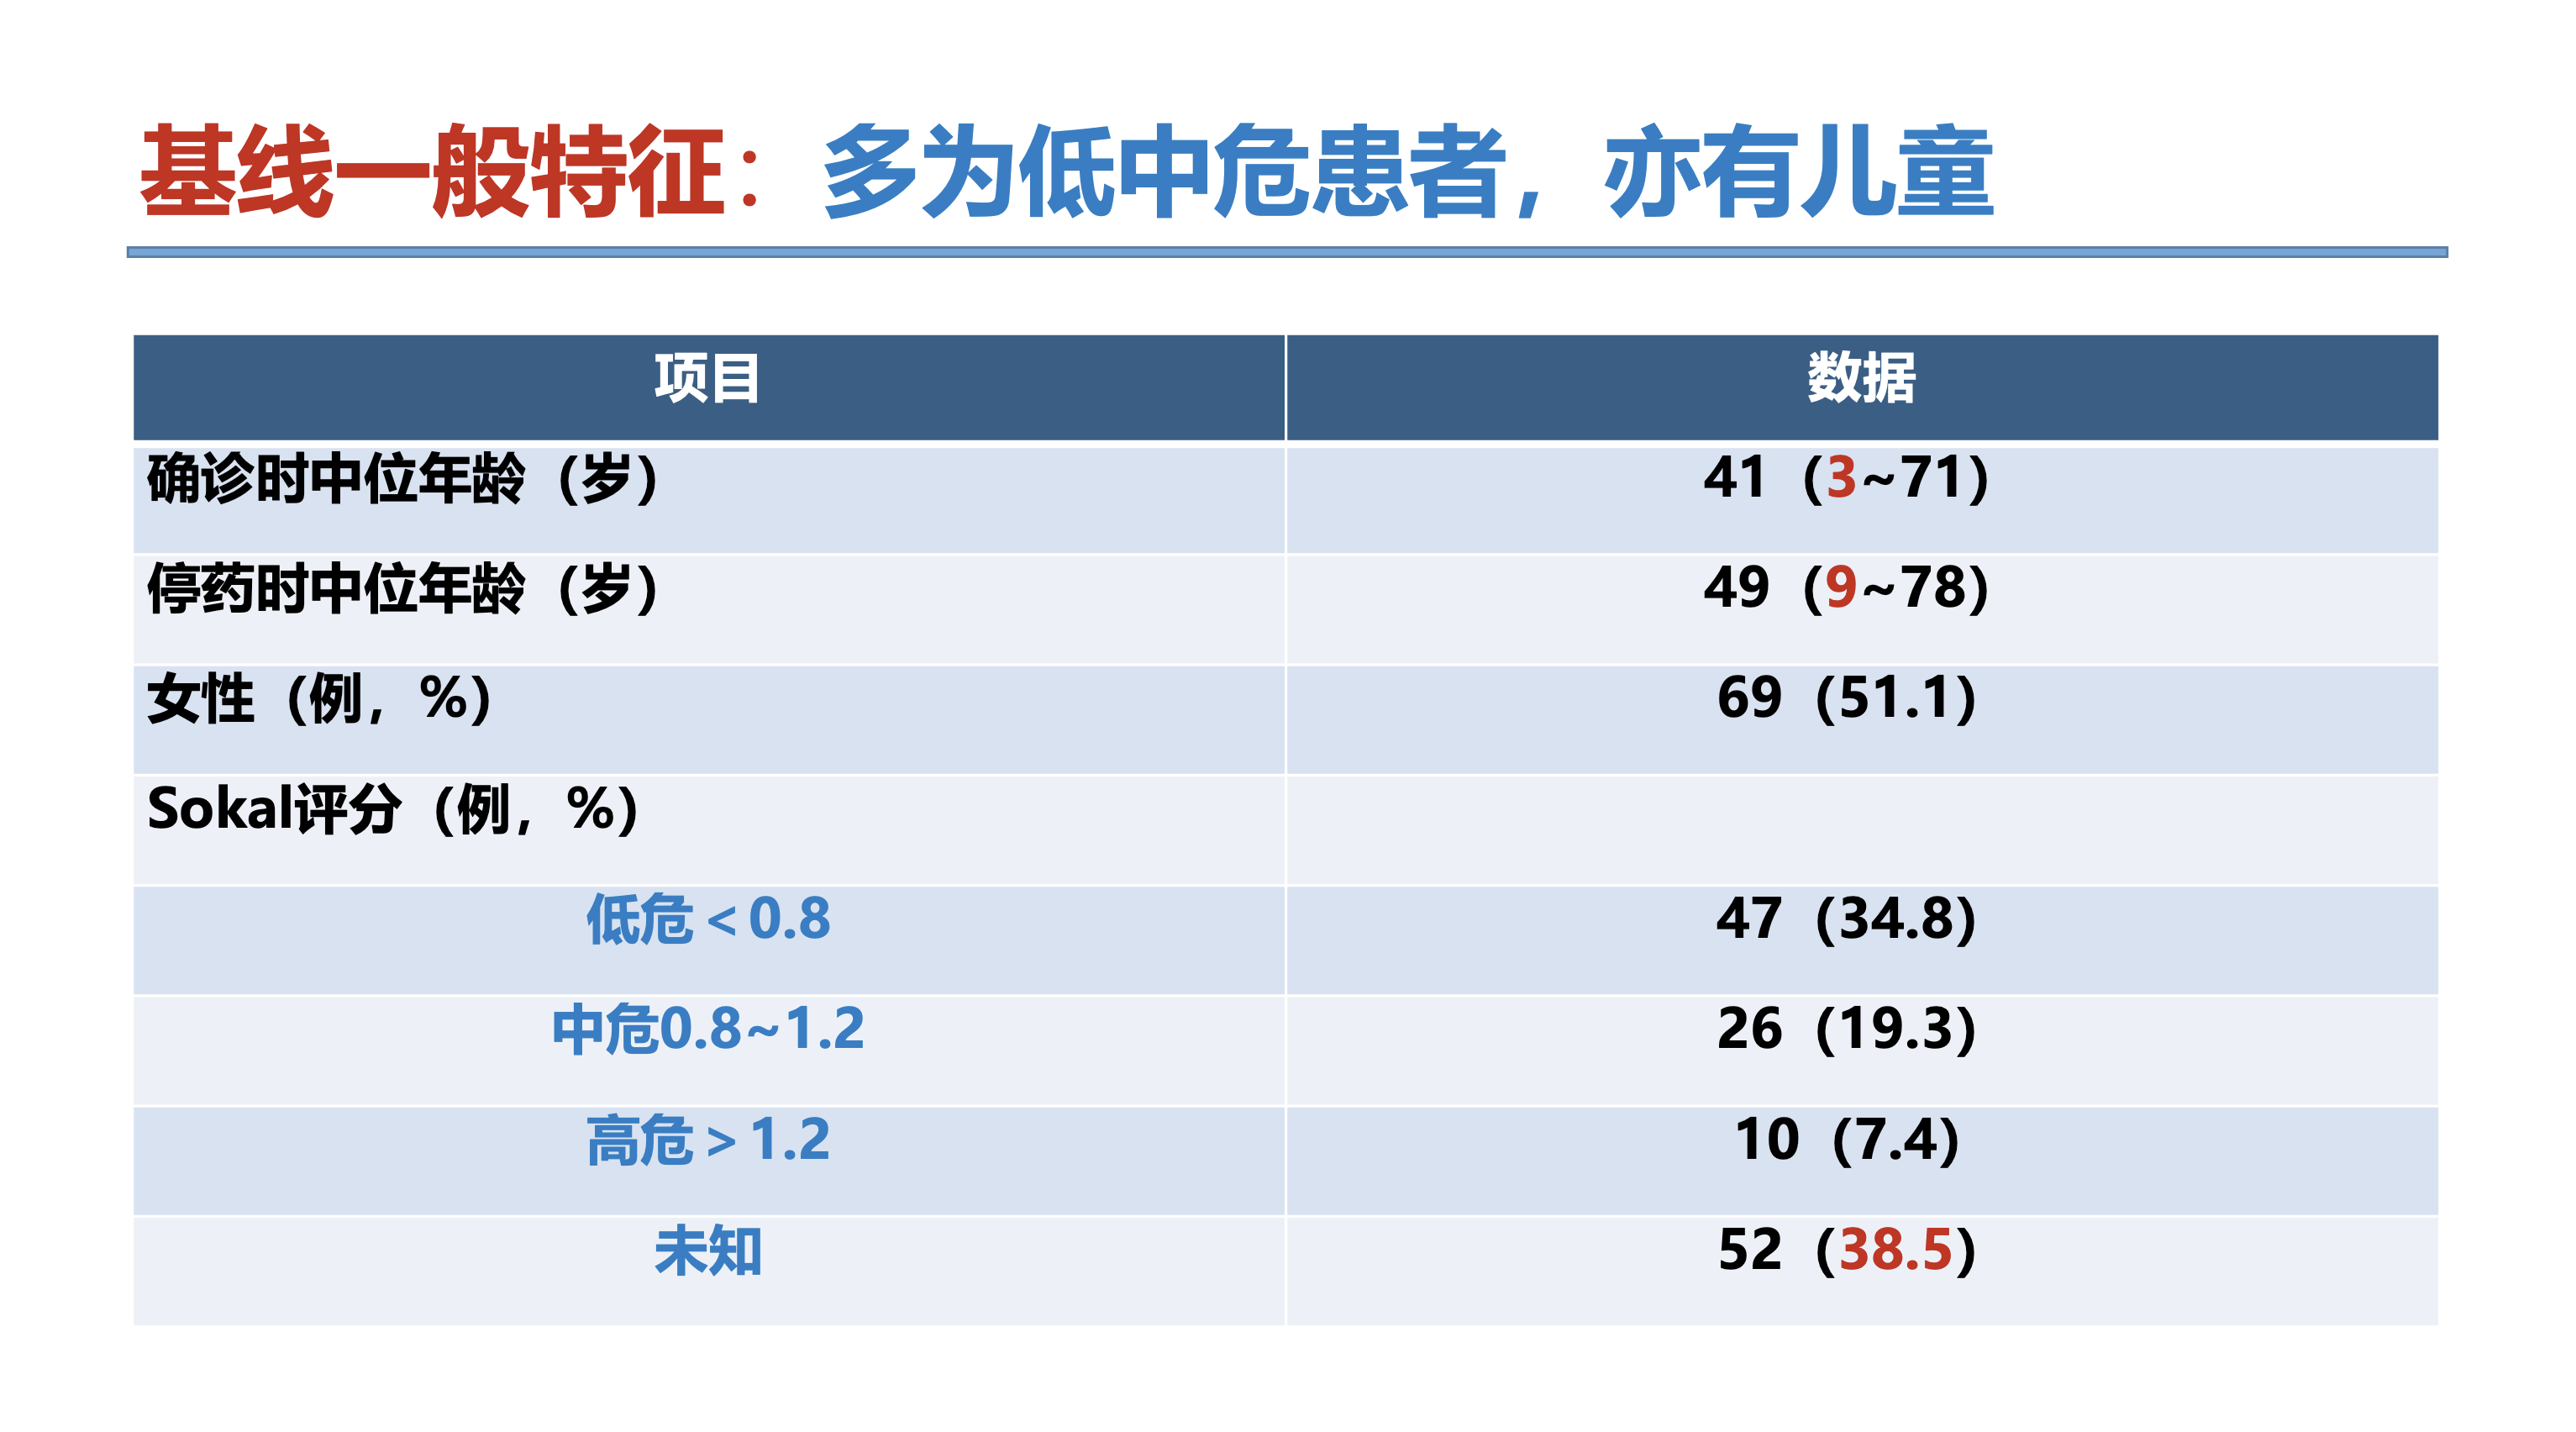 基线一般特征：多为低中危患者，亦有儿童
项目 数据
确诊时中位年龄（岁） 41（3~71）
停药时中位年龄（岁） 49（9~78）
女性（例，%） 69（51.1）
Sokal评分（例，%）
低危＜0.8 47（34.8）
中危0.8~1.2 26（19.3）
高危＞1.2 10（7.4）
未知 52（38.5）